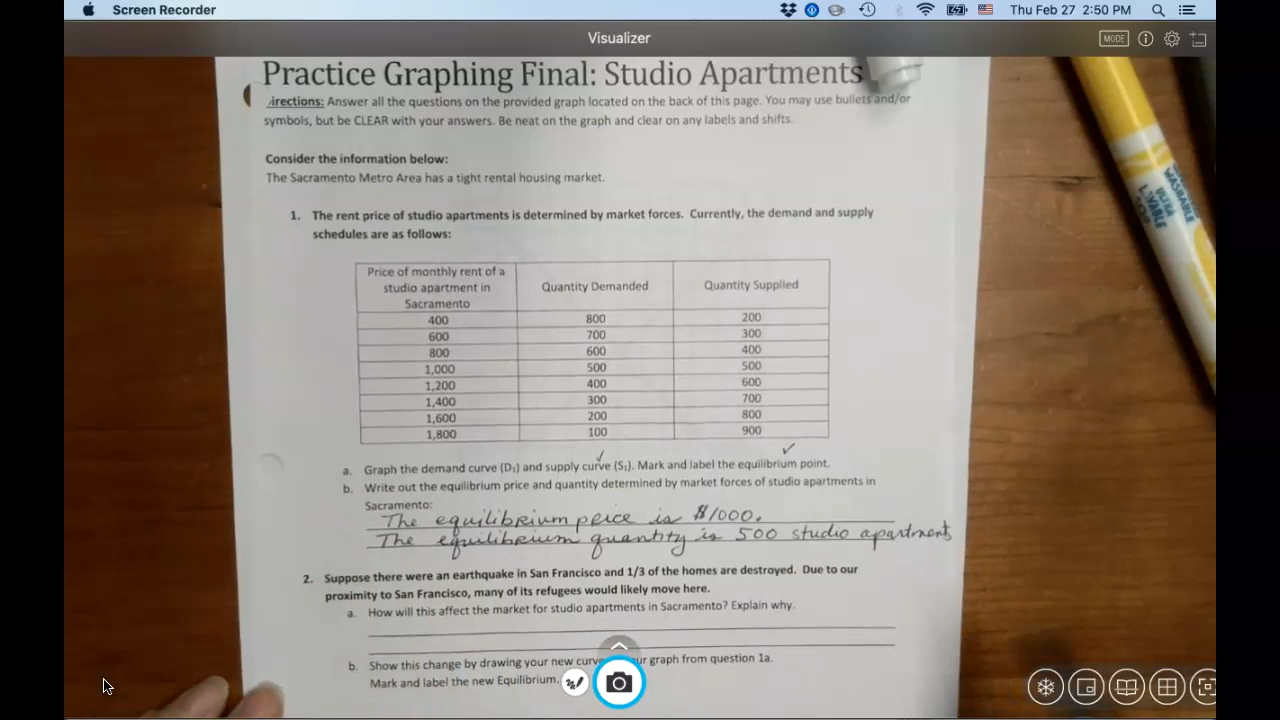 Screen Recorder
Thu Feb 27 2:50 PM
Visualizer
MODE
Practice Graphing Final: Studio Apartments
irections: Answer all the questions on the provided graph located on the back of this page. You may use bullets and/or
symbols, but be CLEAR with your answers. Be neat on the graph and clear on any labels and shifts.
Consider the information below:
The Sacramento Metro Area has a tight rental housing market.
1. The rent price of studio apartments is determined by market forces. Currently, the demand and supply
schedules are as follows:
Price of monthly rent of a
studio apartment in
Sacramento
Quantity Demanded
Quantity Supplied
400 800 200
600 700 300
800 600 400
1,000 500 500
1,200 400 600
1,400 300 700
1,600 200 800
1,800 100 900
a. Graph the demand curve (D₁) and supply curve (S₁). Mark and label the equilibrium point.
b. Write out the equilibrium price and quantity determined by market forces of studio apartments in
Sacramento:
The equilibrium price is $1000.
The equilibrium quantity is 500 studio apartments
2. Suppose there were an earthquake in San Francisco and 1/3 of the homes are destroyed. Due to our
proximity to San Francisco, many of its refugees would likely move here.
a. How will this affect the market for studio apartments in Sacramento? Explain why.
b. Show this change by drawing your new curve ur graph from question 1a.
Mark and label the new Equilibrium.
WASHABLE